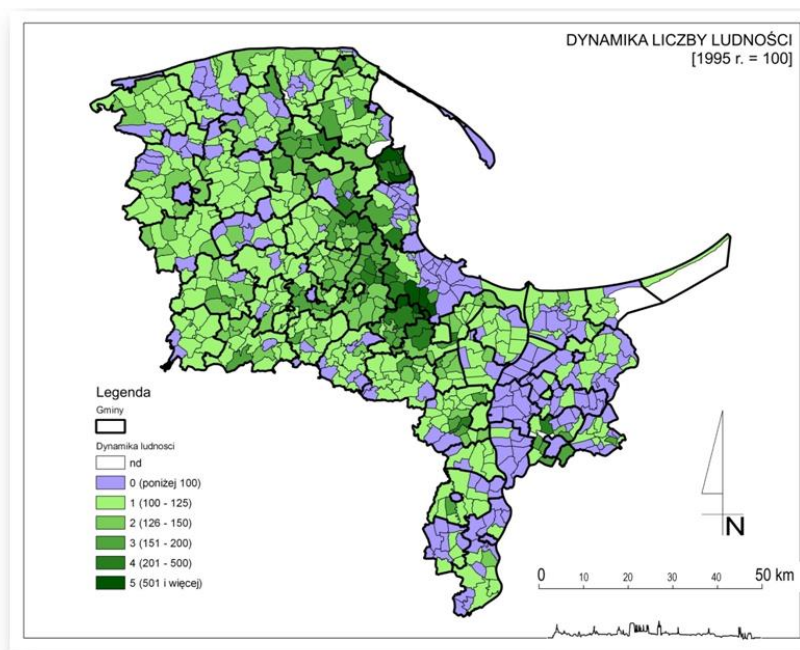 DYNAMIKA LICZBY LUDNOŚCI
[1995 r. = 100]
Legenda
Gminy
Dynamika ludnosci
nd
0 (poniżej 100)
1 (100 - 125)
2 (126 - 150)
3 (151 - 200)
4 (201 - 500)
5 (501 i więcej)
N
0 10 20 30 40 50 km